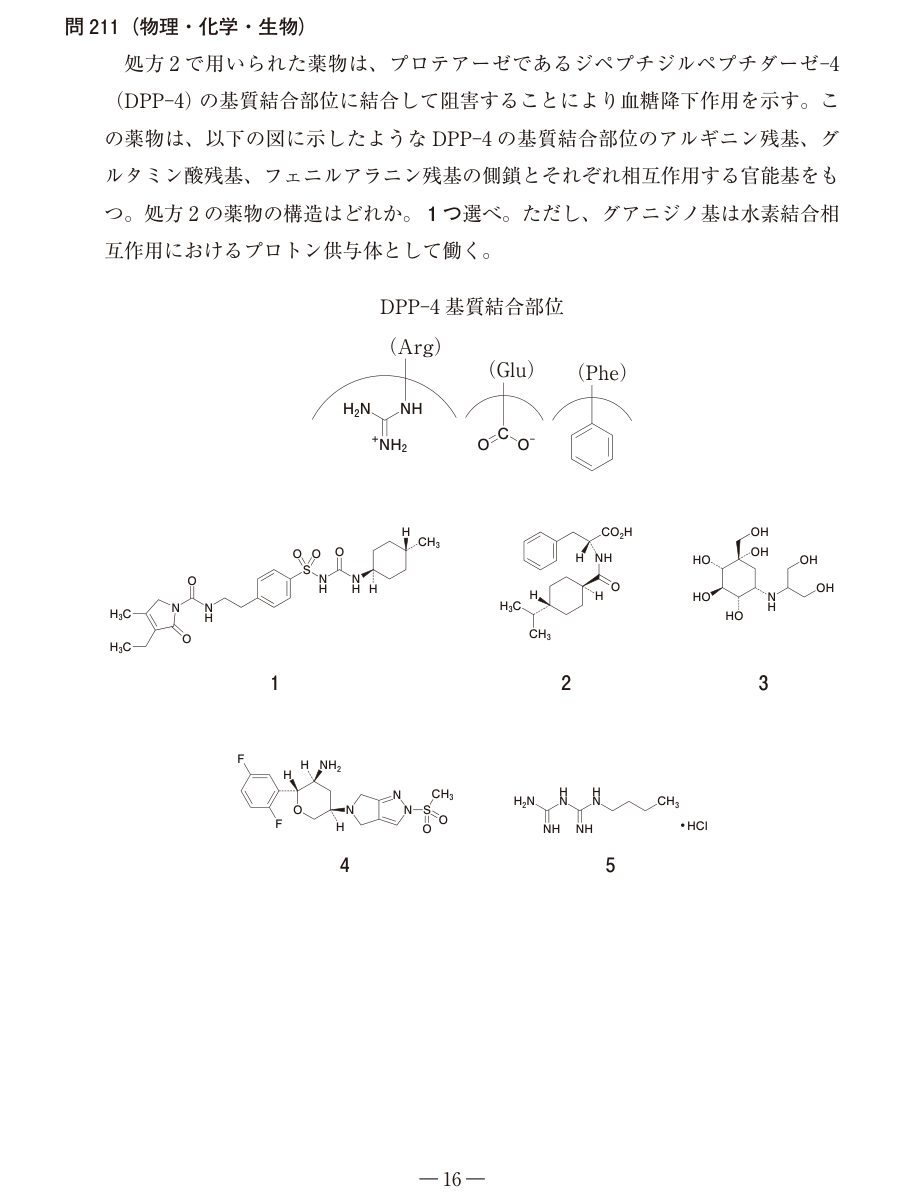 問 211（物理・化学・生物）
処方２で用いられた薬物は、プロテアーゼであるジペプチジルペプチダーゼ−4
（DPP−4）の基質結合部位に結合して阻害することにより血糖降下作用を示す。こ
の薬物は、以下の図に示したような DPP−4 の基質結合部位のアルギニン残基、グ
ルタミン酸残基、フェニルアラニン残基の側鎖とそれぞれ相互作用する官能基をも
つ。処方２の薬物の構造はどれか。１つ選べ。ただし、グアニジノ基は水素結合相
互作用におけるプロトン供与体として働く。
DPP−4 基質結合部位
（Arg）
（Glu）
（Phe）
H₂N
NH
⁺NH₂
C
O
O⁻
H
CH₃
O
O
S
N
H
O
N
H
H
O
N
N
H
H₃C
O
H₃C
CO₂H
H
NH
O
H
H
H₃C
CH₃
OH
HO
OH
OH
HO
OH
N
H
HO
1
2
3
F
H
H
NH₂
O
F
N
H
N
N
S
CH₃
O
O
H₂N
H
N
H
N
CH₃
NH
NH
•HCl
4
5
— 16 —